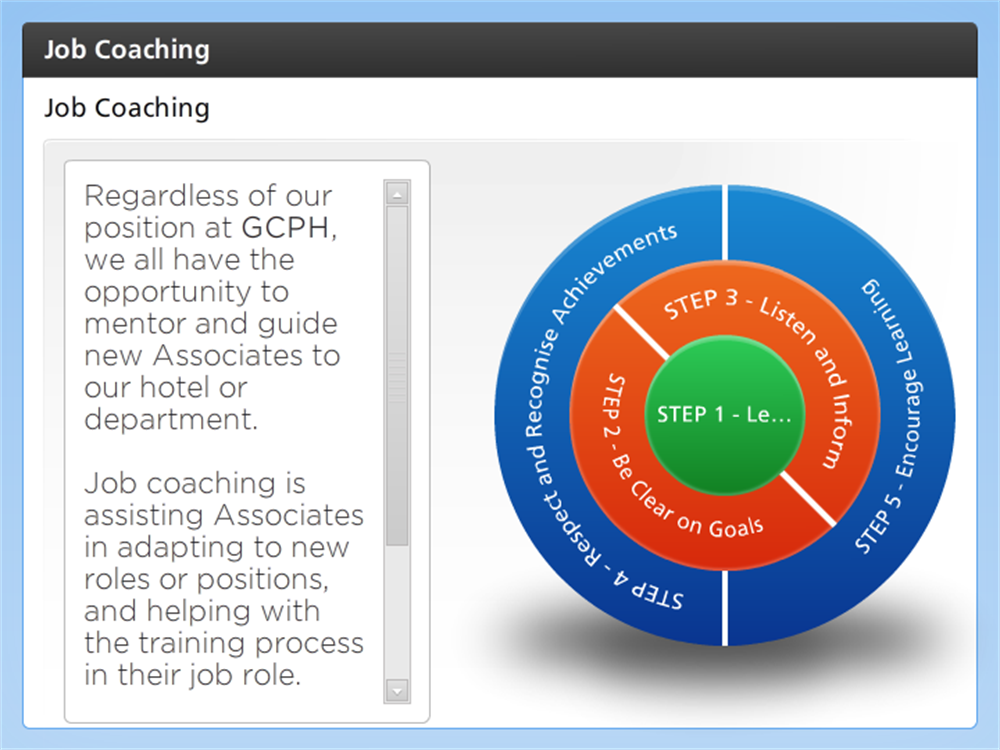 Job Coaching
Job Coaching
Regardless of our
position at GCPH,
we all have the
opportunity to
mentor and guide
new Associates to
our hotel or
department.
Job coaching is
assisting Associates
in adapting to new
roles or positions,
and helping with
the training process
in their job role.
STEP 1 - Le...
STEP 2 - Be Clear on Goals
STEP 3 - Listen and Inform
STEP 4 - Respect and Recognise Achievements
STEP 5 - Encourage Learning